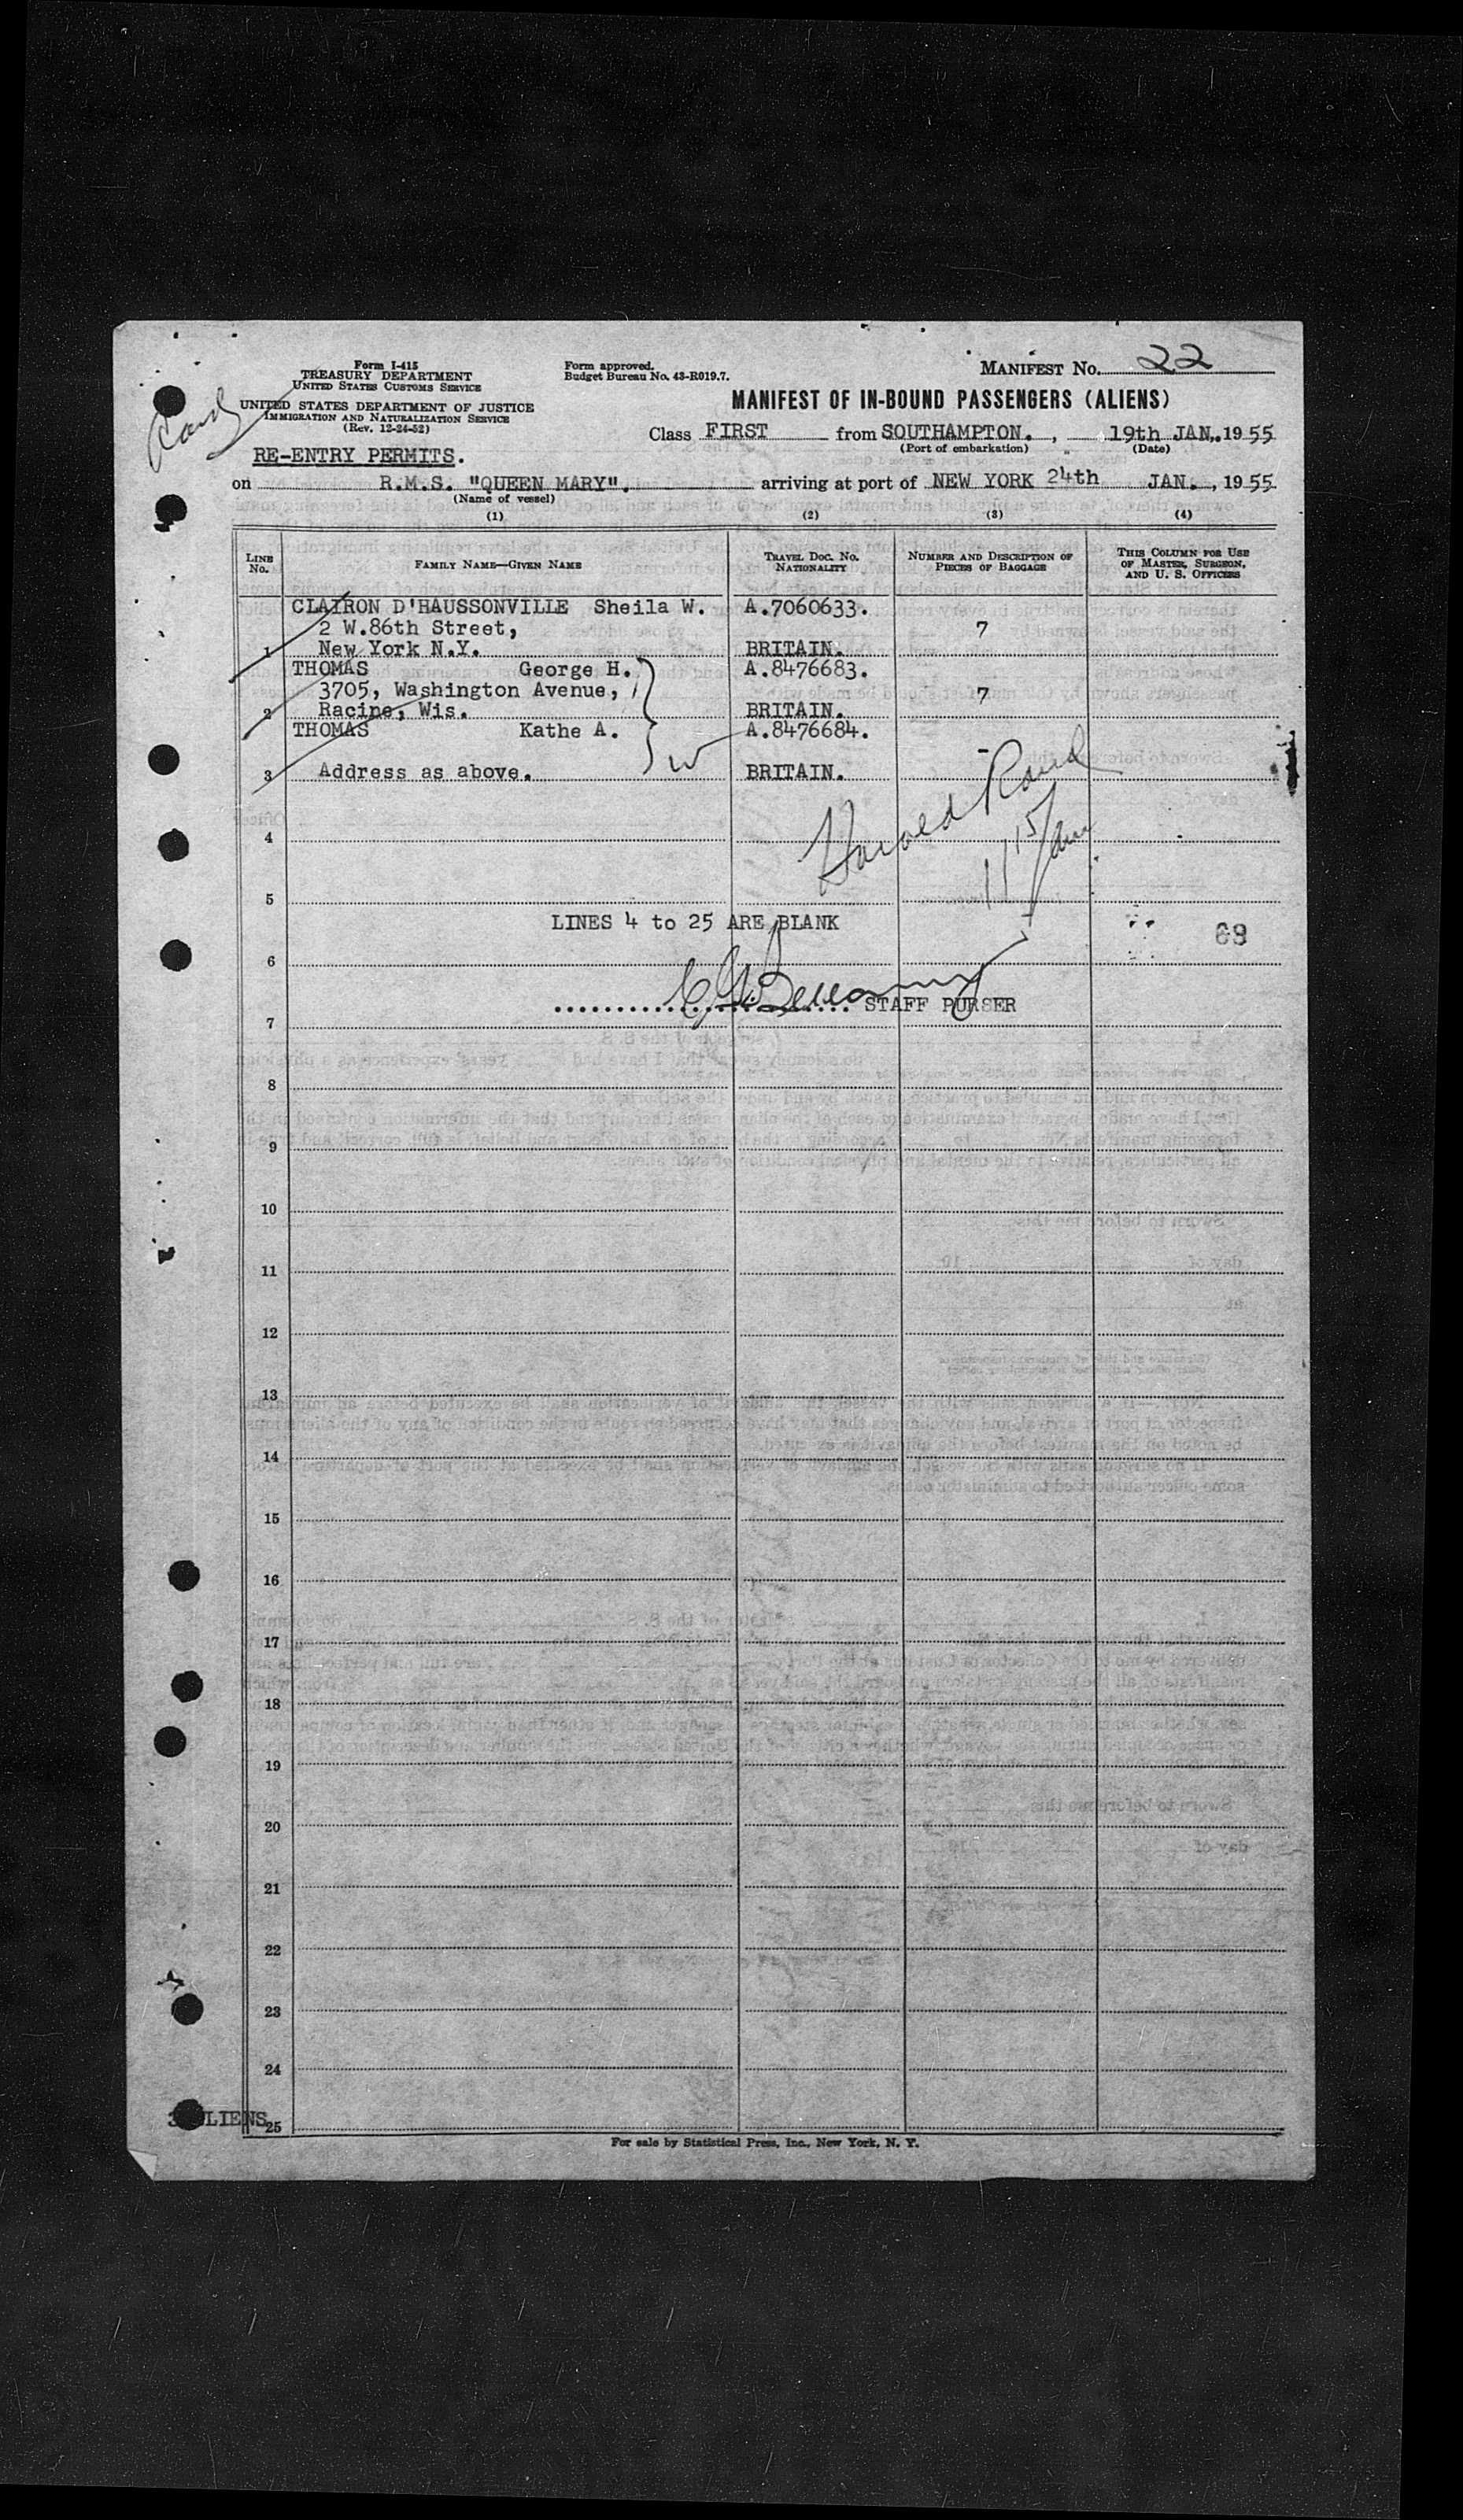 Form I-415
TREASURY DEPARTMENT
UNITED STATES CUSTOMS SERVICE
UNITED STATES DEPARTMENT OF JUSTICE
IMMIGRATION AND NATURALIZATION SERVICE
(Rev. 12-24-52)
Form approved.
Budget Bureau No. 43-R019.7.
MANIFEST No. 22
MANIFEST OF IN-BOUND PASSENGERS (ALIENS)
Class FIRST from SOUTHAMPTON. , 19th JAN. 1955
(Port of embarkation) (Date)
RE-ENTRY PERMITS.
on R.M.S. "QUEEN MARY". arriving at port of NEW YORK 24th JAN. , 1955
(Name of vessel)
(1) (2) (3) (4)
LINE No. FAMILY NAME—GIVEN NAME TRAVEL DOC. NO. NATIONALITY NUMBER AND DESCRIPTION OF PIECES OF BAGGAGE THIS COLUMN FOR USE OF MASTER, SURGEON, AND U. S. OFFICERS
CLAIRON D'HAUSSONVILLE Sheila W. A.7060633.
2 W.86th Street, 7
1 New York N.Y. BRITAIN.
THOMAS George H. A.8476683.
3705, Washington Avenue, 7
2 Racine, Wis. BRITAIN.
THOMAS Kathe A. A.8476684.
-
3 Address as above. BRITAIN.
4
5
LINES 4 to 25 ARE BLANK
6
STAFF PURSER
7
8
9
10
11
12
13
14
15
16
17
18
19
20
21
22
23
24
25
For sale by Statistical Press, Inc., New York, N. Y.